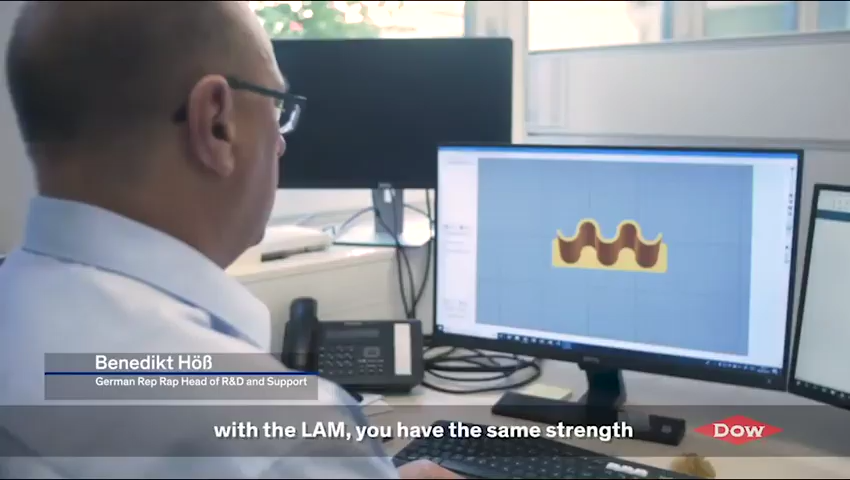 Benedikt Höß
German Rep Rap Head of R&D and Support
with the LAM, you have the same strength
Dow